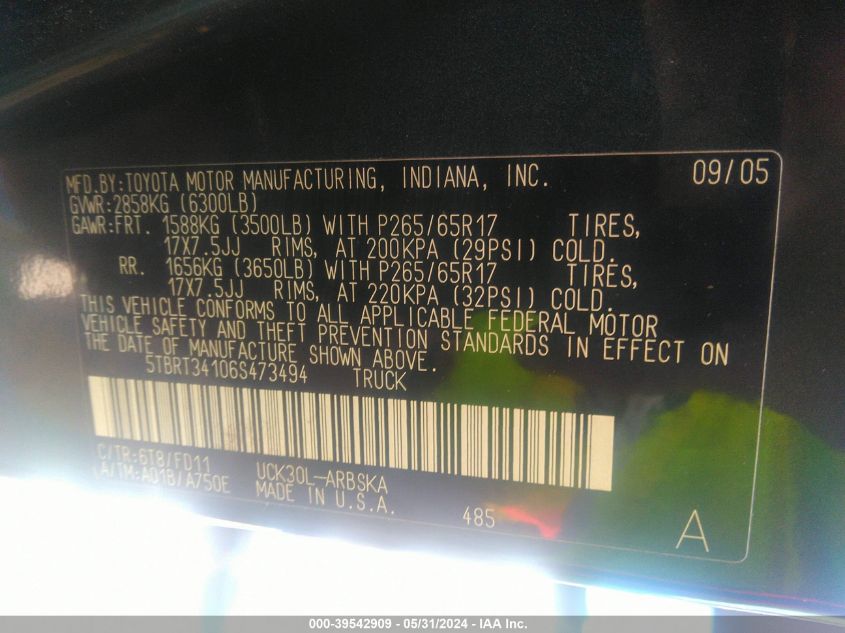 MFD.BY:TOYOTA MOTOR MANUFACTURING, INDIANA, INC. 09/05
GVWR:2858KG (6300LB)
GAWR:FRT. 1588KG (3500LB) WITH P265/65R17 TIRES,
17X7.5JJ RIMS, AT 200KPA (29PSI) COLD.
RR. 1656KG (3650LB) WITH P265/65R17 TIRES,
17X7.5JJ RIMS, AT 220KPA (32PSI) COLD.
THIS VEHICLE CONFORMS TO ALL APPLICABLE FEDERAL MOTOR
VEHICLE SAFETY AND THEFT PREVENTION STANDARDS IN EFFECT ON
THE DATE OF MANUFACTURE SHOWN ABOVE.
5TBRT34106S473494 TRUCK
C/TR:6T8/FD11 UCK30L-ARBSKA
A/TM:A01B/A750E MADE IN U.S.A.
485 A
000-39542909 - 05/31/2024 - IAA Inc.